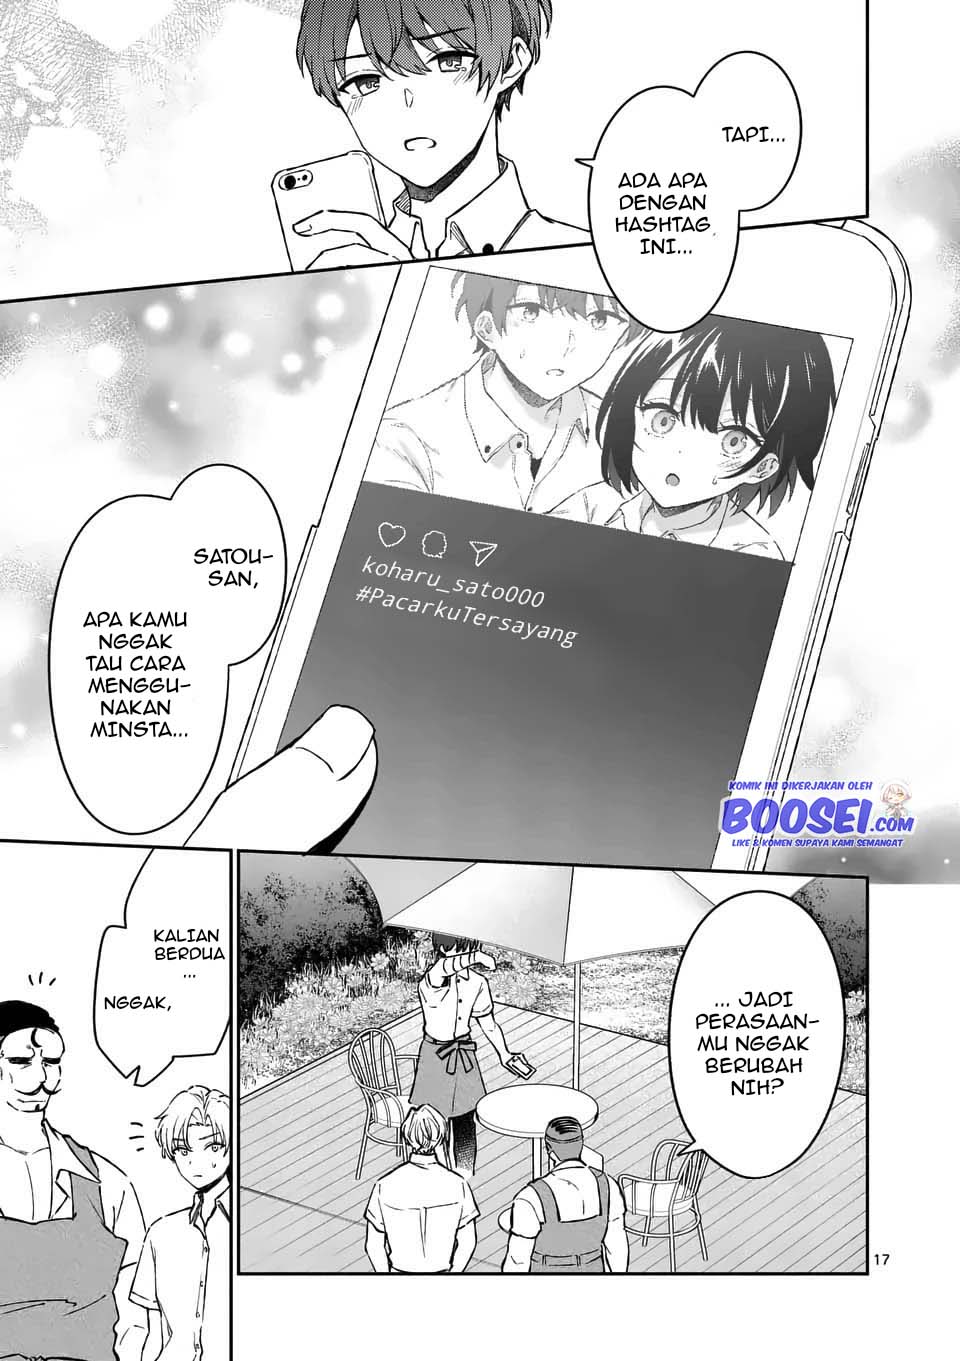 TAPI...
ADA APA
DENGAN
HASHTAG
INI...
koharu_sato000
#PacarkuTersayang
SATOU-
SAN,
APA KAMU
NGGAK
TAU CARA
MENGGU-
NAKAN
MINSTA...
KOMIK INI DIKERJAKAN OLEH
BOOSEI.COM
LIKE & KOMEN SUPAYA KAMI SEMANGAT
... JADI
PERASAAN-
MU NGGAK
BERUBAH
NIH?
KALIAN
BERDUA
...
NGGAK,
17